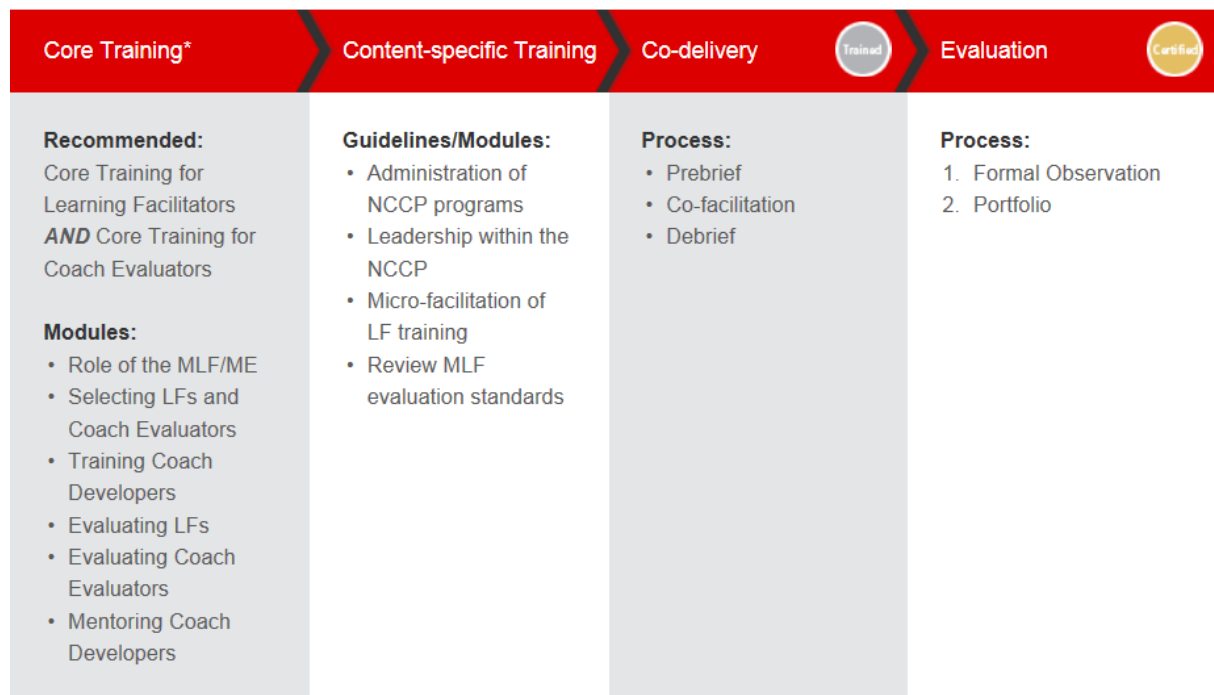 Core Training*
Content-specific Training
Co-delivery
Trained
Evaluation
Certified
Recommended:
Core Training for
Learning Facilitators
AND Core Training for
Coach Evaluators
Modules:
• Role of the MLF/ME
• Selecting LFs and
Coach Evaluators
• Training Coach
Developers
• Evaluating LFs
• Evaluating Coach
Evaluators
• Mentoring Coach
Developers
Guidelines/Modules:
• Administration of
NCCP programs
• Leadership within the
NCCP
• Micro-facilitation of
LF training
• Review MLF
evaluation standards
Process:
• Prebrief
• Co-facilitation
• Debrief
Process:
1. Formal Observation
2. Portfolio